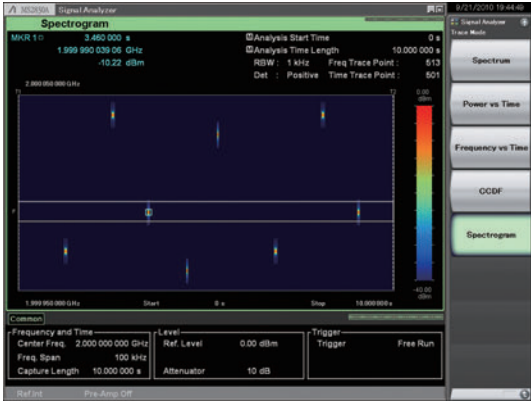 MS2830A Signal Analyzer
9/21/2010 19:44:49
Spectrogram
MKR 1 3.460 000 s
1.999 990 039 06 GHz
-10.22 dBm
Analysis Start Time 0 s
Analysis Time Length 10.000 000 s
RBW : 1 kHz Freq Trace Point : 513
Det : Positive Time Trace Point : 501
2,000 050 000 GHz
0.00
dBm
T1
T2
F
-40.00
dBm
1,999 950 000 GHz Start 0 s Stop 10.000 000 s
Common
Frequency and Time
Center Freq. 2.000 000 000 GHz
Freq. Span 100 kHz
Capture Length 10.000 000 s
Level
Ref. Level 0.00 dBm
Attenuator 10 dB
Trigger
Trigger Free Run
Ref.Int Pre-Amp Off
Signal Analyzer
Trace Mode
Spectrum
Power vs Time
Frequency vs Time
CCDF
Spectrogram